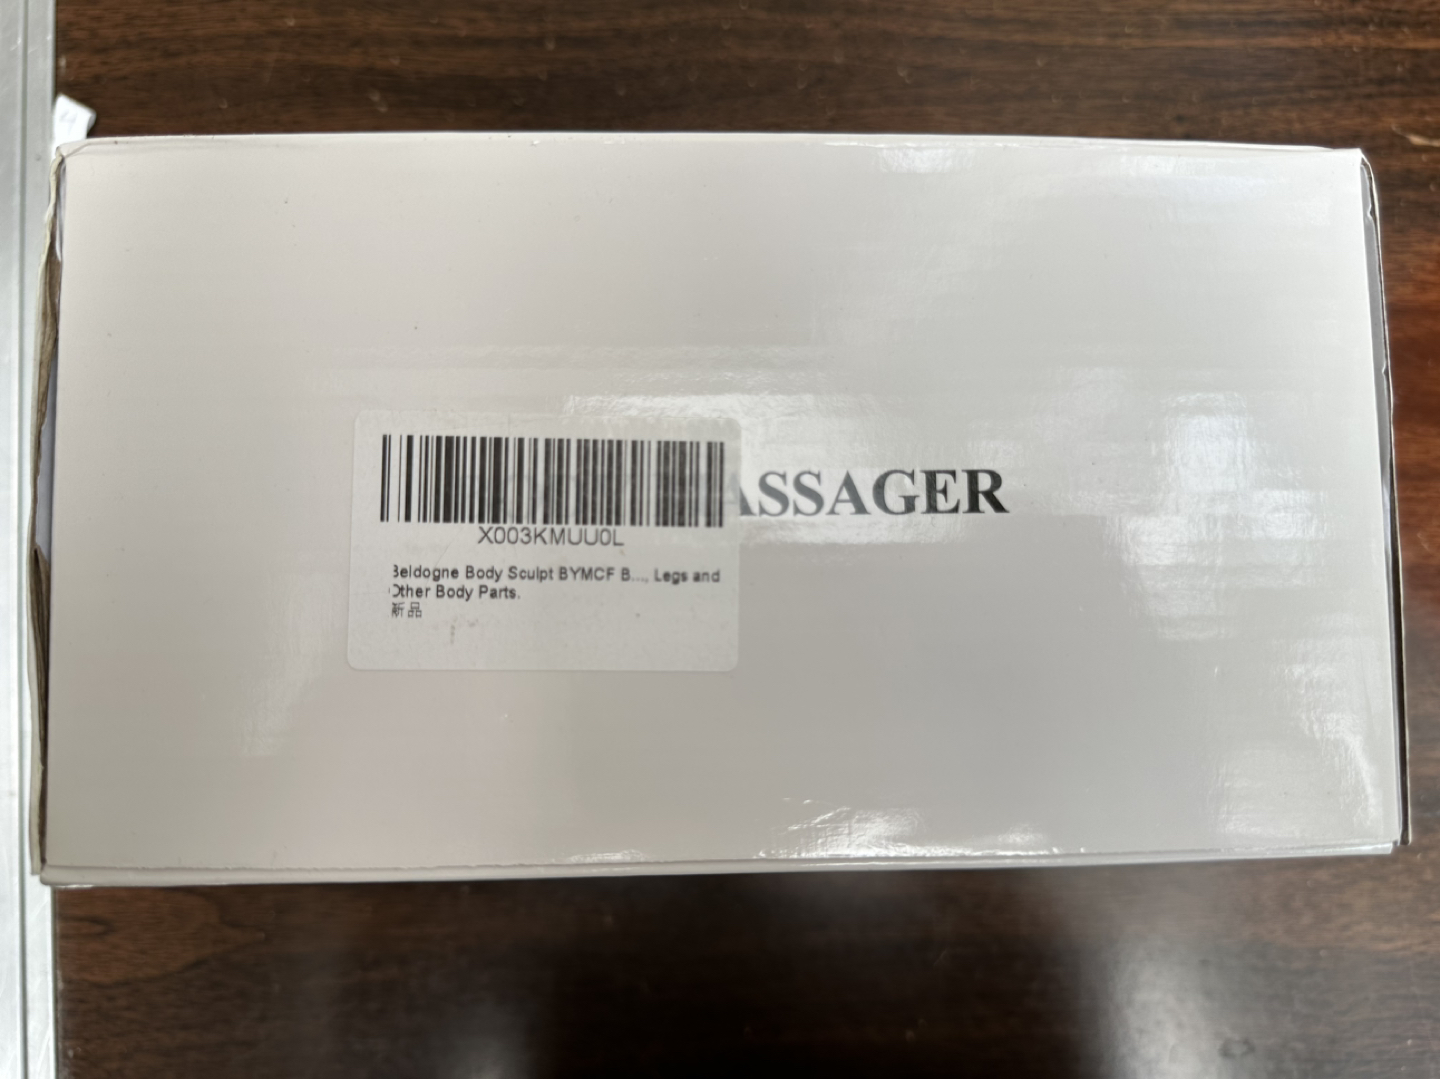 ASSAGER
X003KMUU0L
Beldogne Body Sculpt BYMCF B..., Legs and
Other Body Parts.
新品